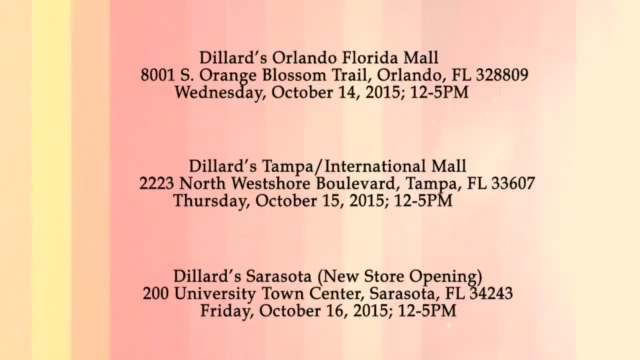 Dillard's Orlando Florida Mall
8001 S. Orange Blossom Trail, Orlando, FL 328809
Wednesday, October 14, 2015; 12-5PM
Dillard's Tampa/International Mall
2223 North Westshore Boulevard, Tampa, FL 33607
Thursday, October 15, 2015; 12-5PM
Dillard's Sarasota (New Store Opening)
200 University Town Center, Sarasota, FL 34243
Friday, October 16, 2015; 12-5PM